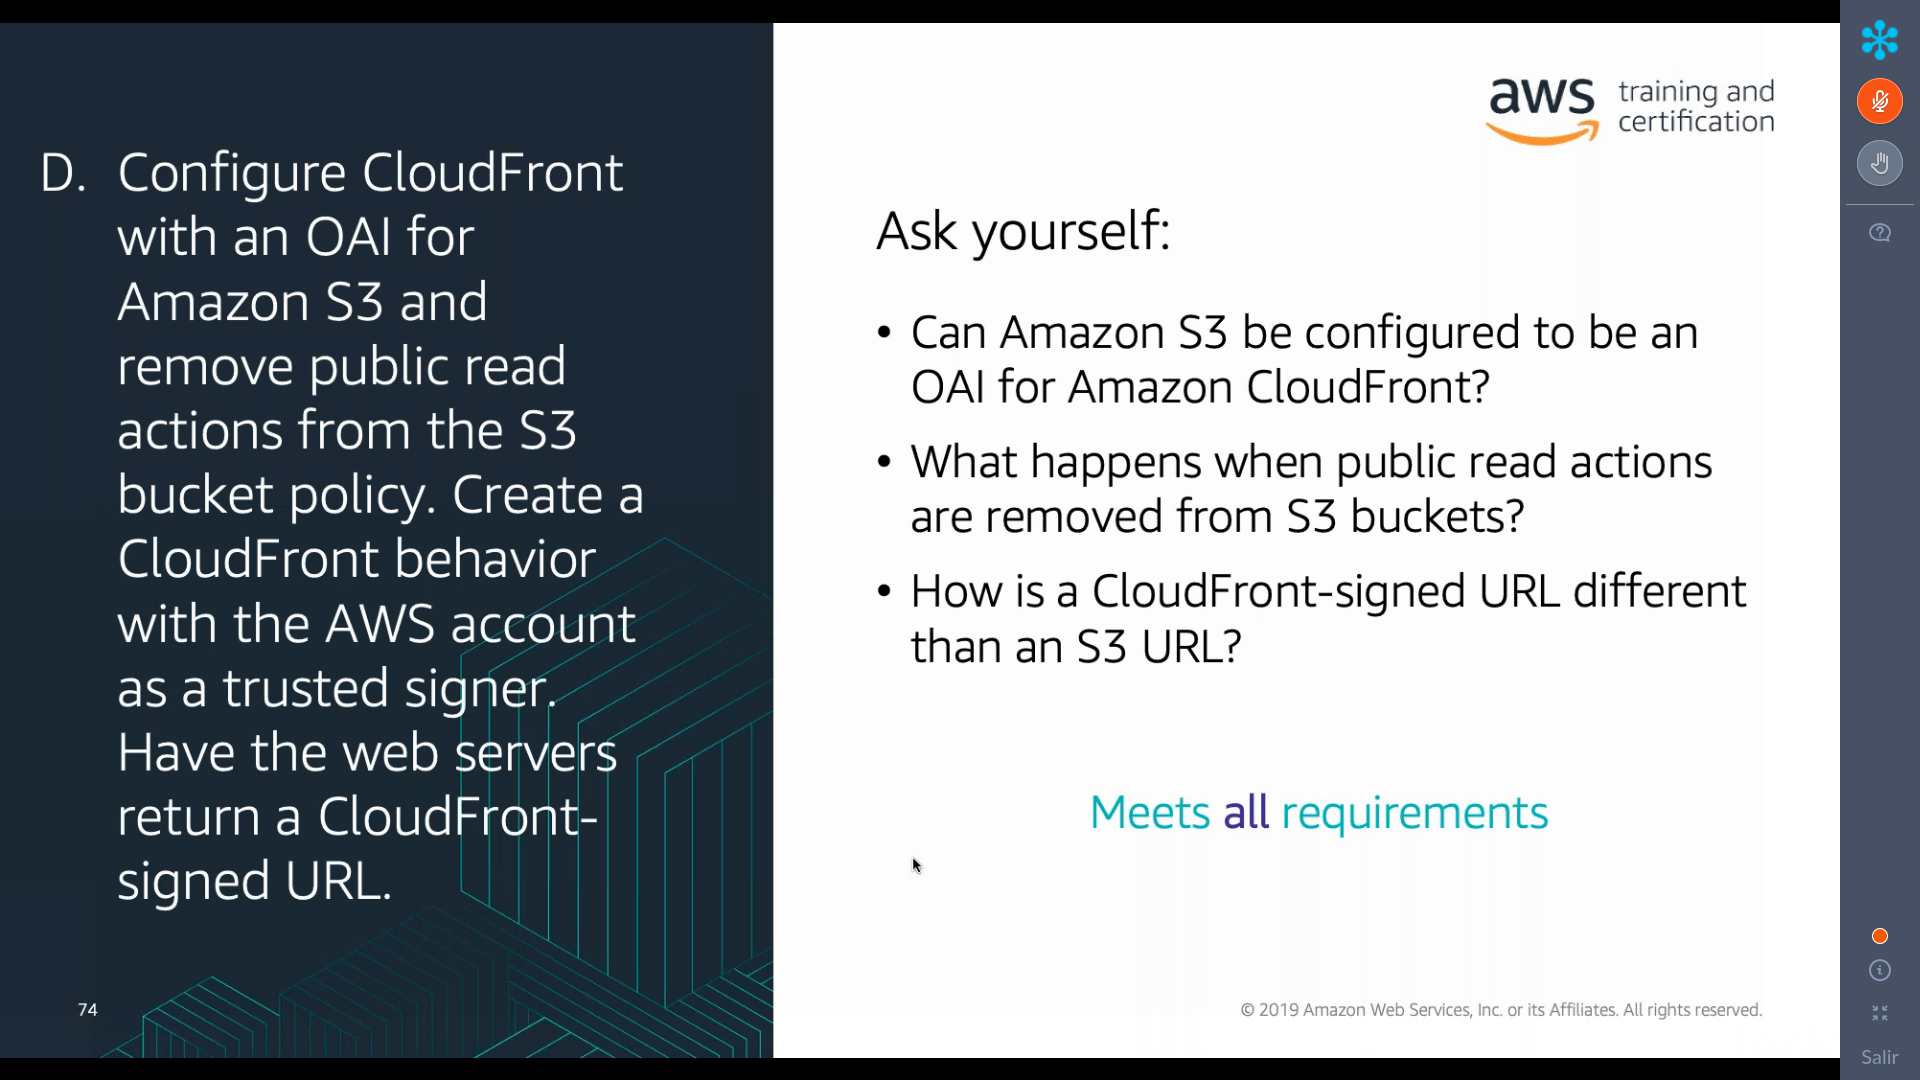 D. Configure CloudFront
with an OAI for
Amazon S3 and
remove public read
actions from the S3
bucket policy. Create a
CloudFront behavior
with the AWS account
as a trusted signer.
Have the web servers
return a CloudFront-
signed URL.
74
aws training and
certification
Ask yourself:
• Can Amazon S3 be configured to be an
OAI for Amazon CloudFront?
• What happens when public read actions
are removed from S3 buckets?
• How is a CloudFront-signed URL different
than an S3 URL?
Meets all requirements
© 2019 Amazon Web Services, Inc. or its Affiliates. All rights reserved.
Salir